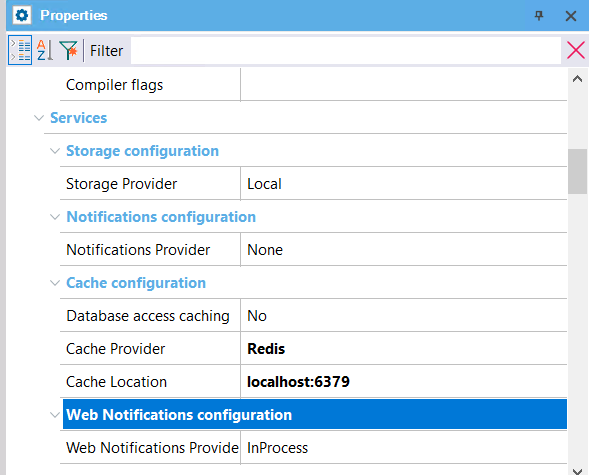 Properties
Filter
Compiler flags
Services
Storage configuration
Storage Provider Local
Notifications configuration
Notifications Provider None
Cache configuration
Database access caching No
Cache Provider Redis
Cache Location localhost:6379
Web Notifications configuration
Web Notifications Provide InProcess